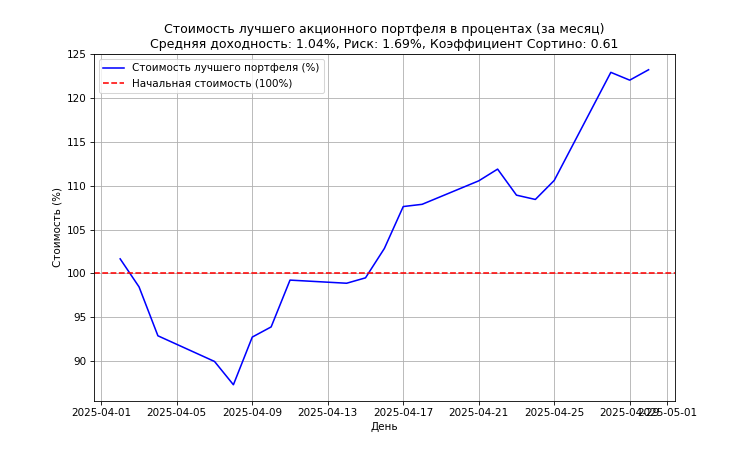 Стоимость лучшего акционного портфеля в процентах (за месяц)
Средняя доходность: 1.04%, Риск: 1.69%, Коэффициент Сортино: 0.61
Стоимость лучшего портфеля (%)
Начальная стоимость (100%)
Стоимость (%)
125
120
115
110
105
100
95
90
2025-04-01 2025-04-05 2025-04-09 2025-04-13 2025-04-17 2025-04-21 2025-04-25 2025-04-29 2025-05-01
День